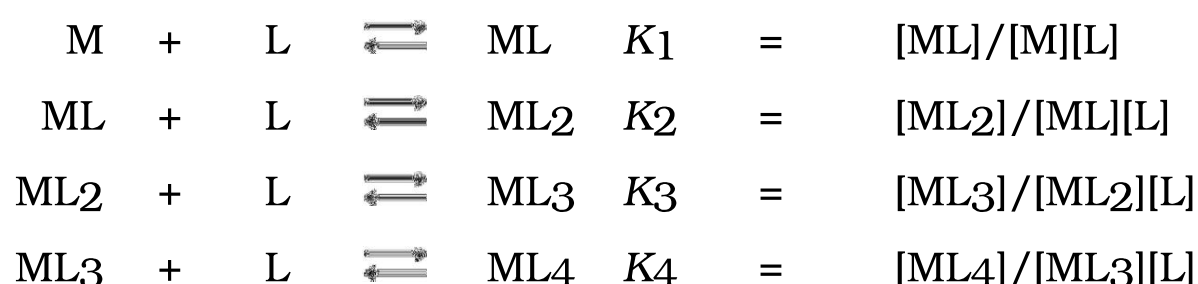 M + L ⇌ ML K1 = [ML]/[M][L]
ML + L ⇌ ML2 K2 = [ML2]/[ML][L]
ML2 + L ⇌ ML3 K3 = [ML3]/[ML2][L]
ML3 + L ⇌ ML4 K4 = [ML4]/[ML3][L]